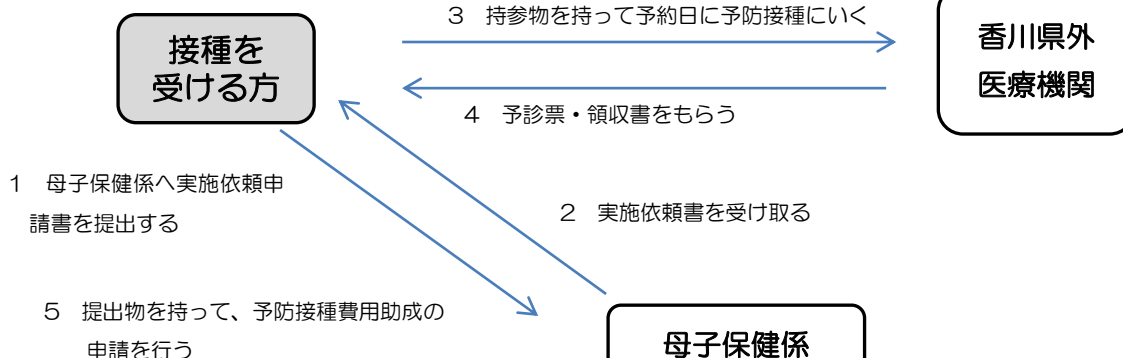 3 持参物を持って予約日に予防接種にいく
接種を
受ける方
香川県外
医療機関
4 予診票・領収書をもらう
1 母子保健係へ実施依頼申
請書を提出する
2 実施依頼書を受け取る
5 提出物を持って、予防接種費用助成の
申請を行う
母子保健係